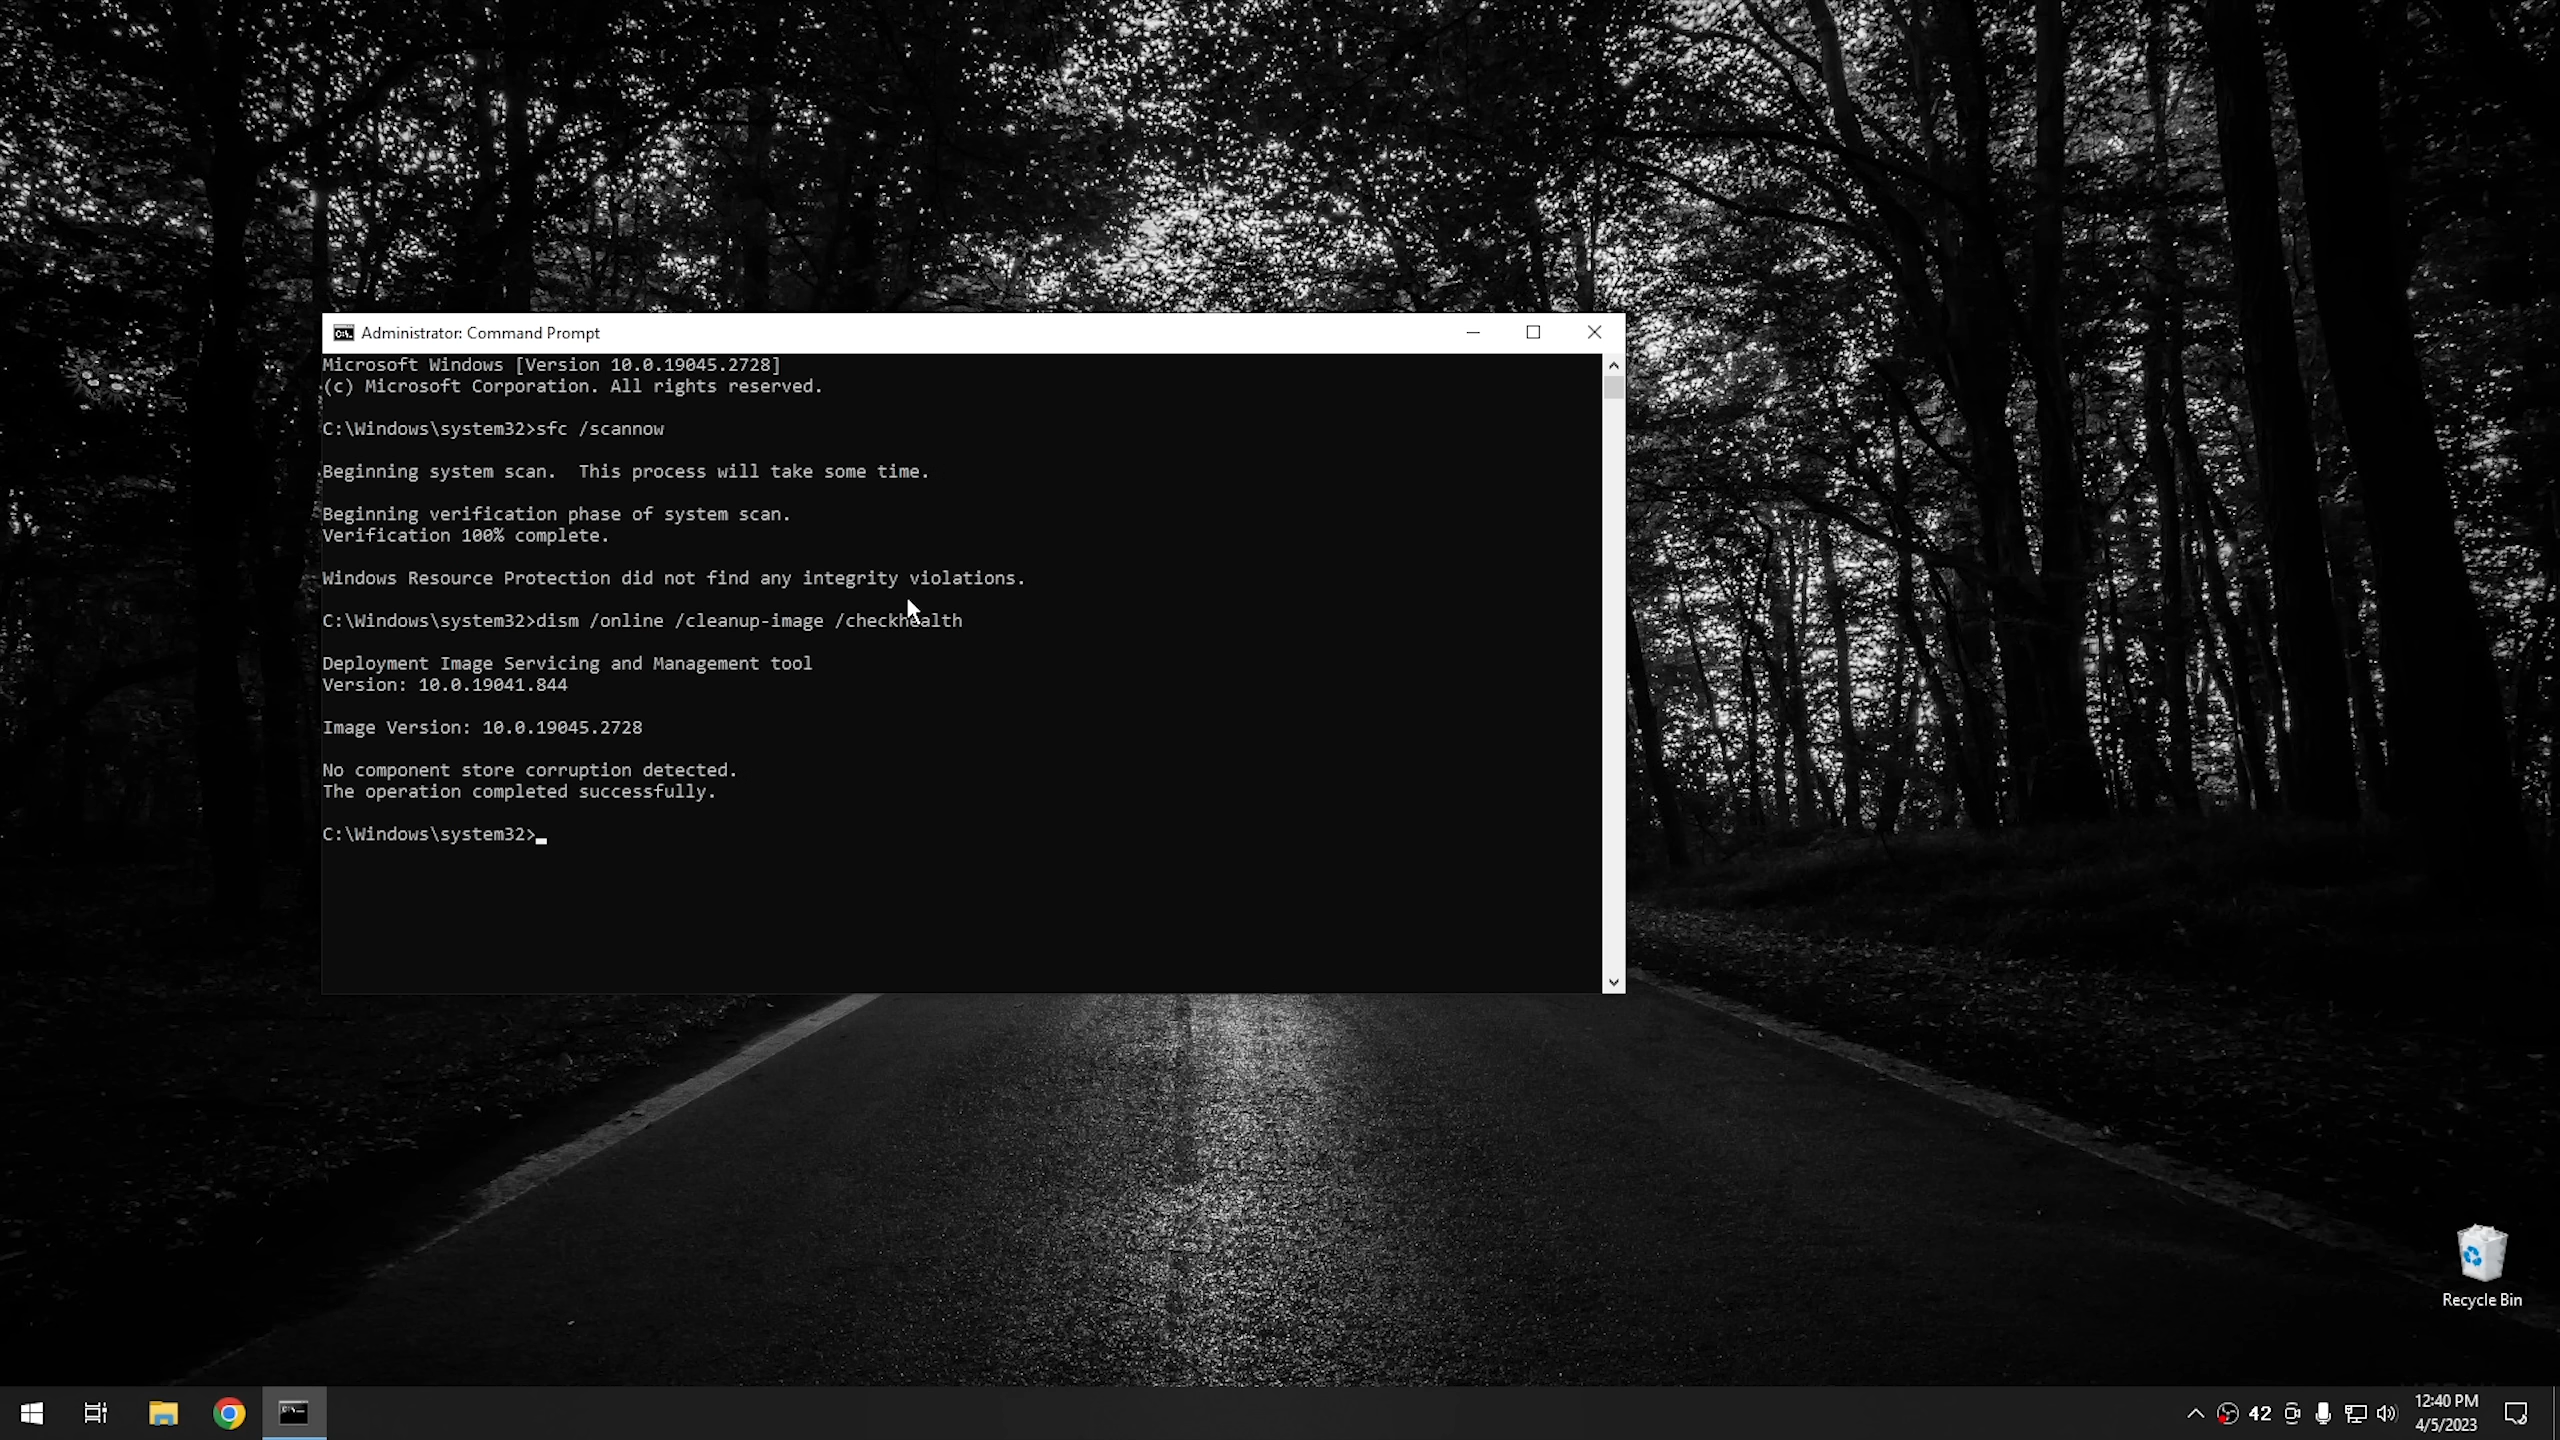 Administrator: Command Prompt
Microsoft Windows [Version 10.0.19045.2728]
(c) Microsoft Corporation. All rights reserved.
C:\Windows\system32>sfc /scannow
Beginning system scan.  This process will take some time.
Beginning verification phase of system scan.
Verification 100% complete.
Windows Resource Protection did not find any integrity violations.
C:\Windows\system32>dism /online /cleanup-image /checkhealth
Deployment Image Servicing and Management tool
Version: 10.0.19041.844
Image Version: 10.0.19045.2728
No component store corruption detected.
The operation completed successfully.
C:\Windows\system32>
Recycle Bin
42
12:40 PM
4/5/2023